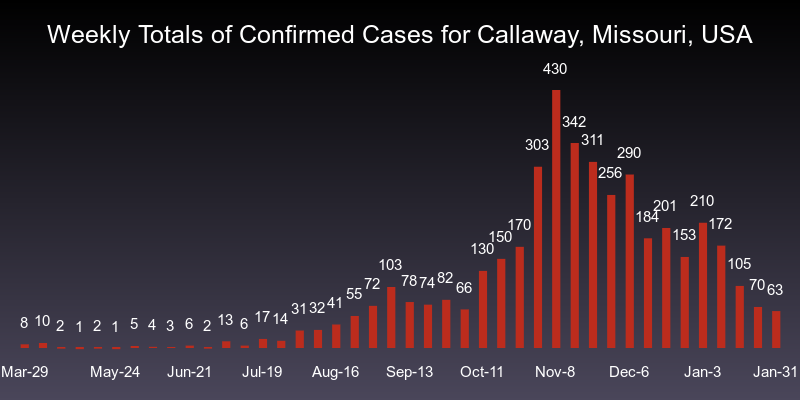 Weekly Totals of Confirmed Cases for Callaway, Missouri, USA
8 10 2 1 2 1 5 4 3 6 2 13 6 17 14 31 32 41 55 72 103 78 74 82 66 130 150 170 303 430 342 311 256 290 184 201 153 210 172 105 70 63
Mar-29 May-24 Jun-21 Jul-19 Aug-16 Sep-13 Oct-11 Nov-8 Dec-6 Jan-3 Jan-31